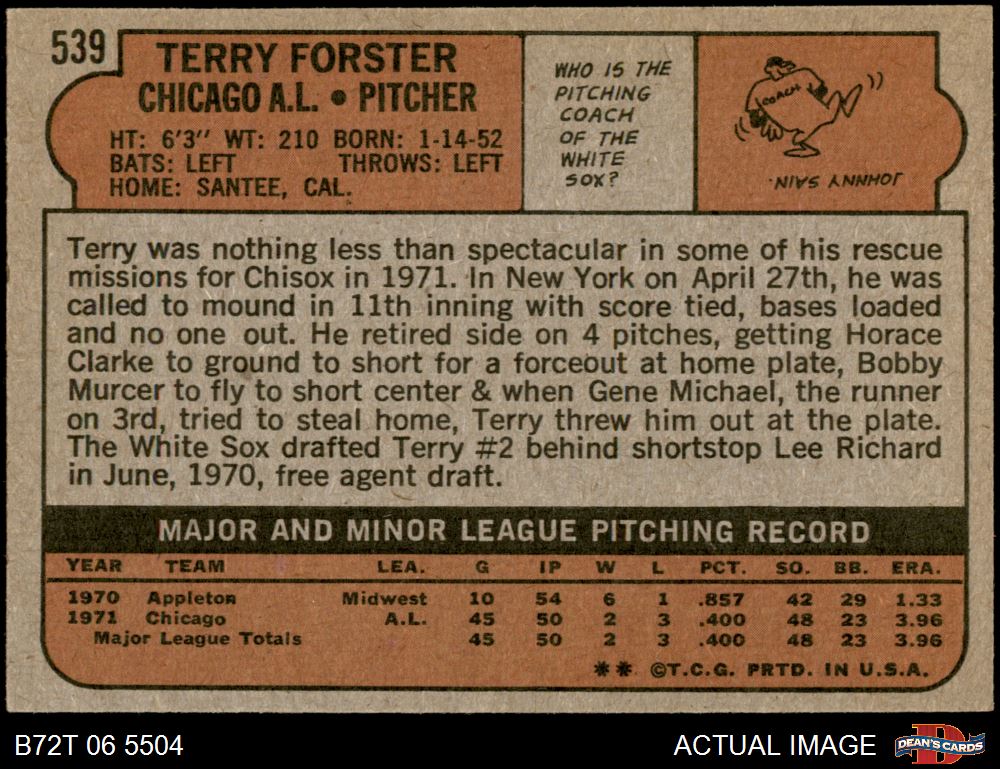 539
TERRY FORSTER
CHICAGO A.L. • PITCHER
HT: 6'3" WT: 210 BORN: 1-14-52
BATS: LEFT THROWS: LEFT
HOME: SANTEE, CAL.
WHO IS THE
PITCHING
COACH
OF THE
WHITE
SOX?
COACH
JOHNNY SAIN.
Terry was nothing less than spectacular in some of his rescue
missions for Chisox in 1971. In New York on April 27th, he was
called to mound in 11th inning with score tied, bases loaded
and no one out. He retired side on 4 pitches, getting Horace
Clarke to ground to short for a forceout at home plate, Bobby
Murcer to fly to short center & when Gene Michael, the runner
on 3rd, tried to steal home, Terry threw him out at the plate.
The White Sox drafted Terry #2 behind shortstop Lee Richard
in June, 1970, free agent draft.
MAJOR AND MINOR LEAGUE PITCHING RECORD
YEAR TEAM LEA. G IP W L PCT. SO. BB. ERA.
1970 Appleton Midwest 10 54 6 1 .857 42 29 1.33
1971 Chicago A.L. 45 50 2 3 .400 48 23 3.96
Major League Totals 45 50 2 3 .400 48 23 3.96
** ©T.C.G. PRTD. IN U.S.A.
B72T 06 5504 ACTUAL IMAGE D DEAN'S CARDS